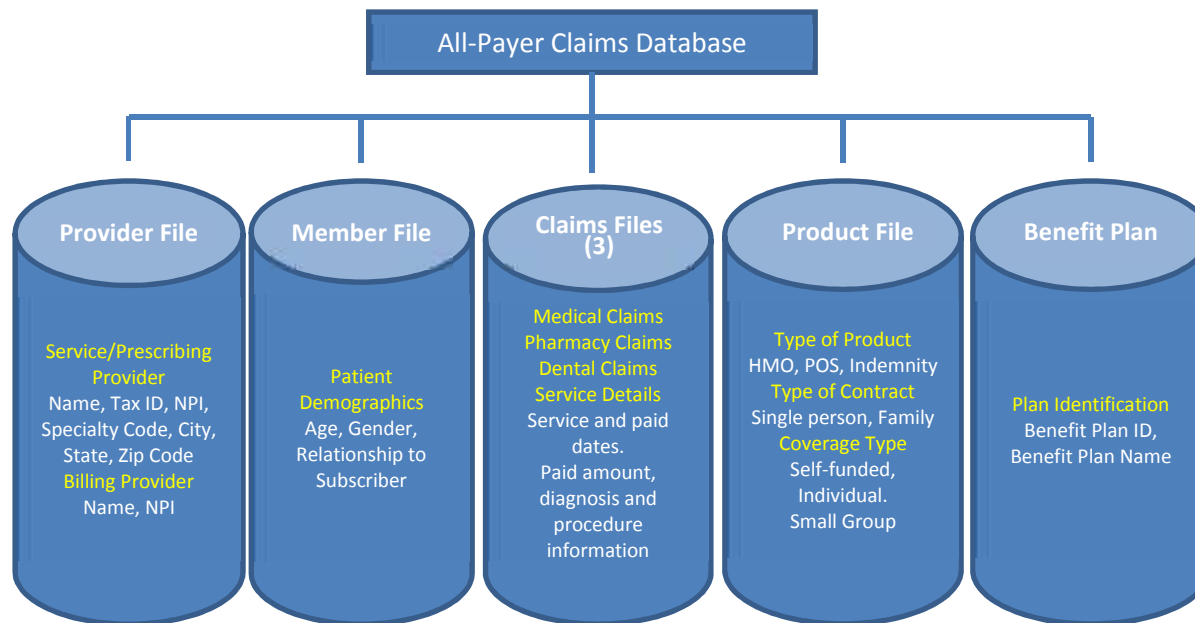 All-Payer Claims Database
Provider File
Service/Prescribing
Provider
Name, Tax ID, NPI,
Specialty Code, City,
State, Zip Code
Billing Provider
Name, NPI
Member File
Patient
Demographics
Age, Gender,
Relationship to
Subscriber
Claims Files
(3)
Medical Claims
Pharmacy Claims
Dental Claims
Service Details
Service and paid
dates.
Paid amount,
diagnosis and
procedure
information
Product File
Type of Product
HMO, POS, Indemnity
Type of Contract
Single person, Family
Coverage Type
Self-funded,
Individual.
Small Group
Benefit Plan
Plan Identification
Benefit Plan ID,
Benefit Plan Name